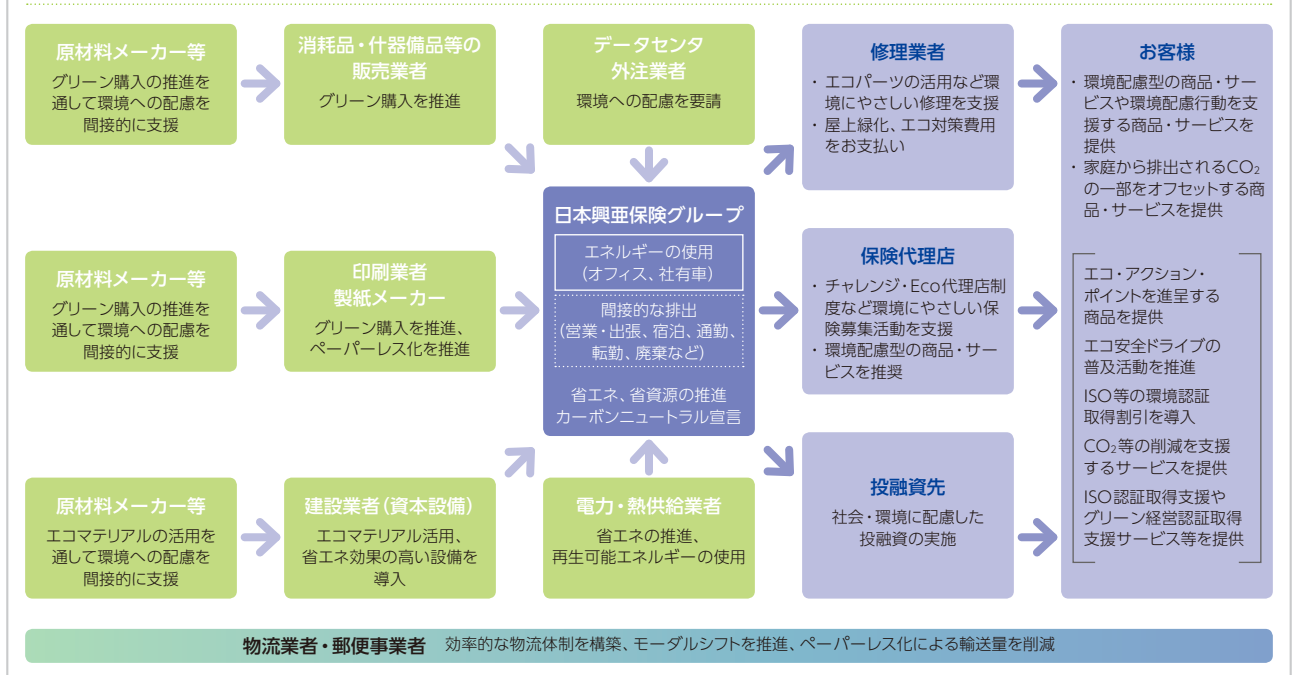 原材料メーカー等
グリーン購入の推進を
通して環境への配慮を
間接的に支援
消耗品・什器備品等の
販売業者
グリーン購入を推進
データセンタ
外注業者
環境への配慮を要請
修理業者
・エコパーツの活用など環
境にやさしい修理を支援
・屋上緑化、エコ対策費用
をお支払い
お客様
・環境配慮型の商品・サー
ビスや環境配慮行動を支
援する商品・サービスを
提供
・家庭から排出されるCO₂
の一部をオフセットする商
品・サービスを提供
原材料メーカー等
グリーン購入の推進を
通して環境への配慮を
間接的に支援
印刷業者
製紙メーカー
グリーン購入を推進、
ペーパーレス化を推進
日本興亜保険グループ
エネルギーの使用
(オフィス、社有車)
間接的な排出
(営業・出張、宿泊、通勤、
転勤、廃棄など)
省エネ、省資源の推進
カーボンニュートラル宣言
保険代理店
・チャレンジ・Eco代理店制
度など環境にやさしい保
険募集活動を支援
・環境配慮型の商品・サー
ビスを推奨
エコ・アクション・
ポイントを進呈する
商品を提供
エコ安全ドライブの
普及活動を推進
ISO等の環境認証
取得割引を導入
CO₂等の削減を支援
するサービスを提供
ISO認証取得支援や
グリーン経営認証取得
支援サービス等を提供
原材料メーカー等
エコマテリアルの活用を
通して環境への配慮を
間接的に支援
建設業者(資本設備)
エコマテリアル活用、
省エネ効果の高い設備を
導入
電力・熱供給業者
省エネの推進、
再生可能エネルギーの使用
投融資先
社会・環境に配慮した
投融資の実施
物流業者・郵便事業者 効率的な物流体制を構築、モーダルシフトを推進、ペーパーレス化による輸送量を削減